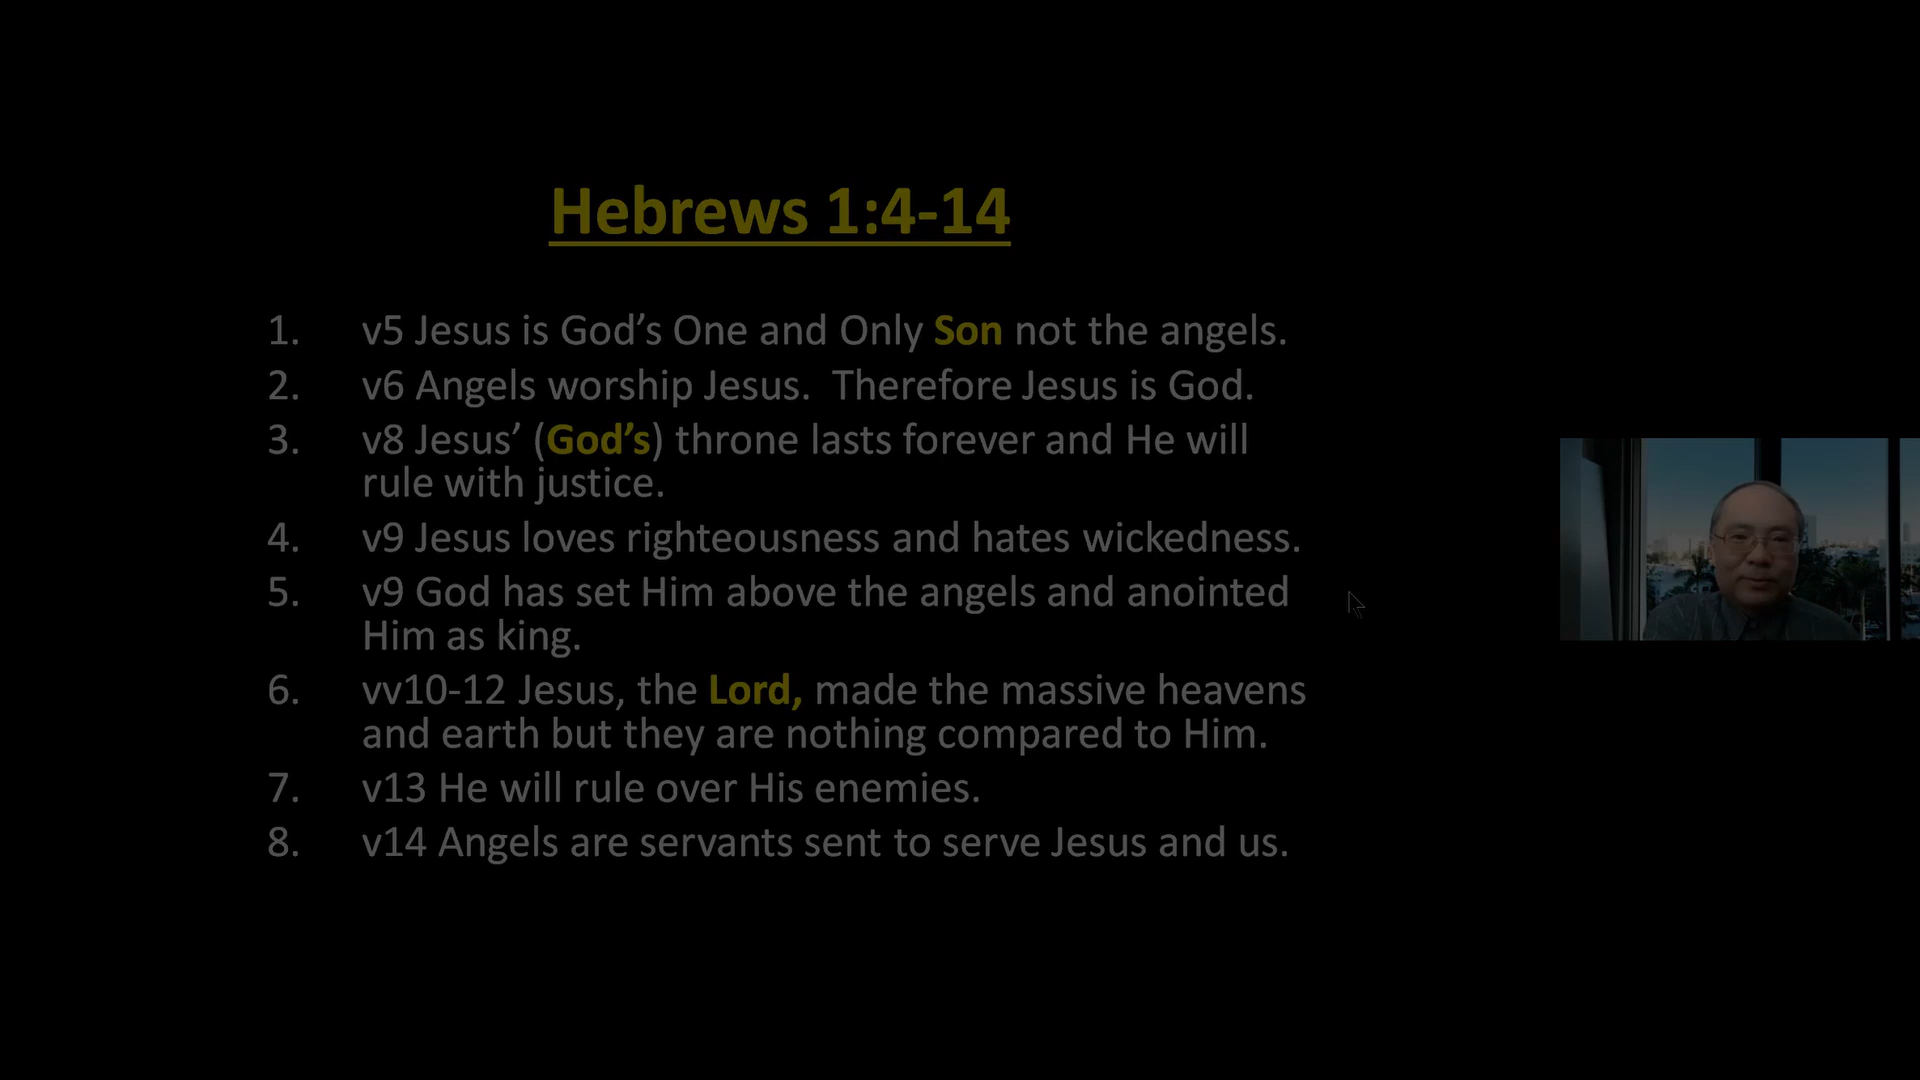 Hebrews 1:4-14
1. v5 Jesus is God’s One and Only Son not the angels.
2. v6 Angels worship Jesus.  Therefore Jesus is God.
3. v8 Jesus’ (God’s) throne lasts forever and He will
rule with justice.
4. v9 Jesus loves righteousness and hates wickedness.
5. v9 God has set Him above the angels and anointed
Him as king.
6. vv10-12 Jesus, the Lord, made the massive heavens
and earth but they are nothing compared to Him.
7. v13 He will rule over His enemies.
8. v14 Angels are servants sent to serve Jesus and us.